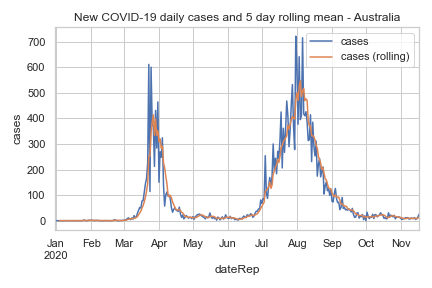 New COVID-19 daily cases and 5 day rolling mean - Australia
cases
cases (rolling)
700
600
500
400
300
200
100
0
cases
Jan Feb Mar Apr May Jun Jul Aug Sep Oct Nov
2020
dateRep